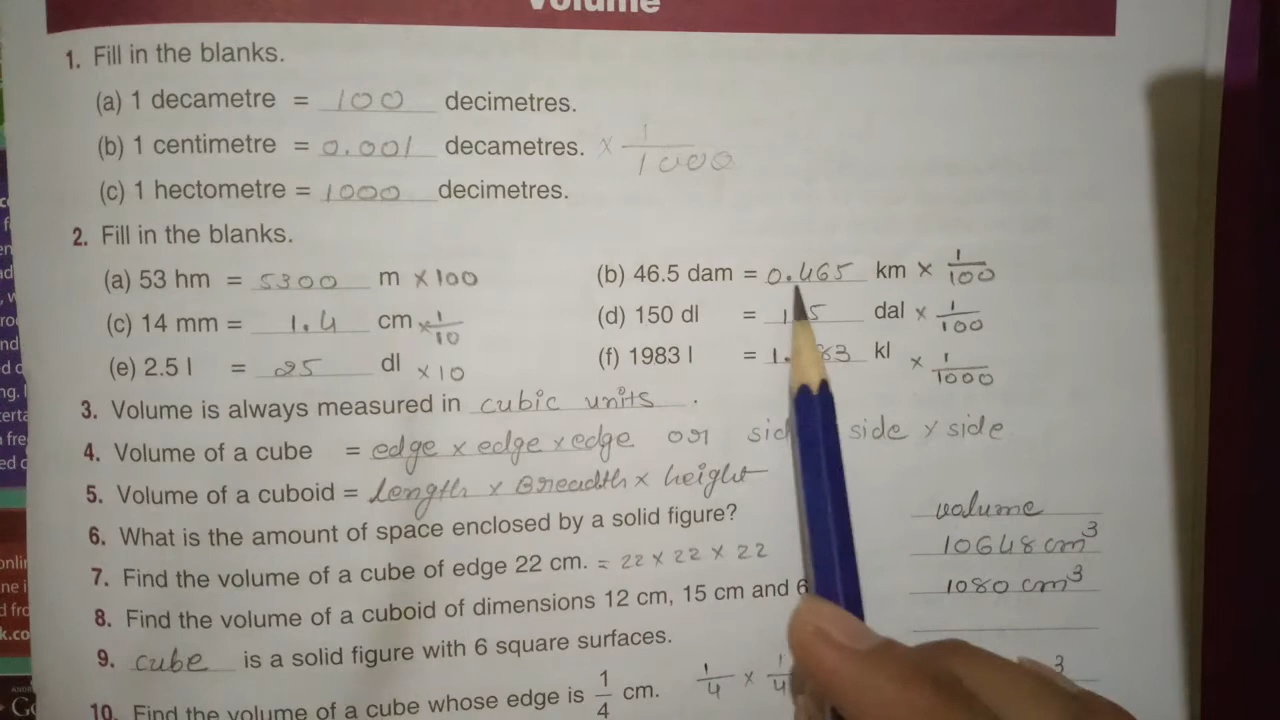 Volume
1. Fill in the blanks.
(a) 1 decametre = 100 decimetres.
(b) 1 centimetre = 0.001 decametres. × 1/1000
(c) 1 hectometre = 1000 decimetres.
2. Fill in the blanks.
(a) 53 hm = 5300 m ×100
(b) 46.5 dam = 0.465 km × 1/100
(c) 14 mm = 1.4 cm × 1/10
(d) 150 dl = 1 5 dal × 1/100
(e) 2.5 l = 25 dl ×10
(f) 1983 l = 1. 83 kl × 1/1000
3. Volume is always measured in cubic units.
4. Volume of a cube = edge × edge × edge or side × side
5. Volume of a cuboid = length × Breadth × height
6. What is the amount of space enclosed by a solid figure? volume
7. Find the volume of a cube of edge 22 cm. = 22 × 22 × 22 10648 cm³
8. Find the volume of a cuboid of dimensions 12 cm, 15 cm and 6 1080 cm³
9. cube is a solid figure with 6 square surfaces.
10. Find the volume of a cube whose edge is 1/4 cm. 1/4 × 1/4 3